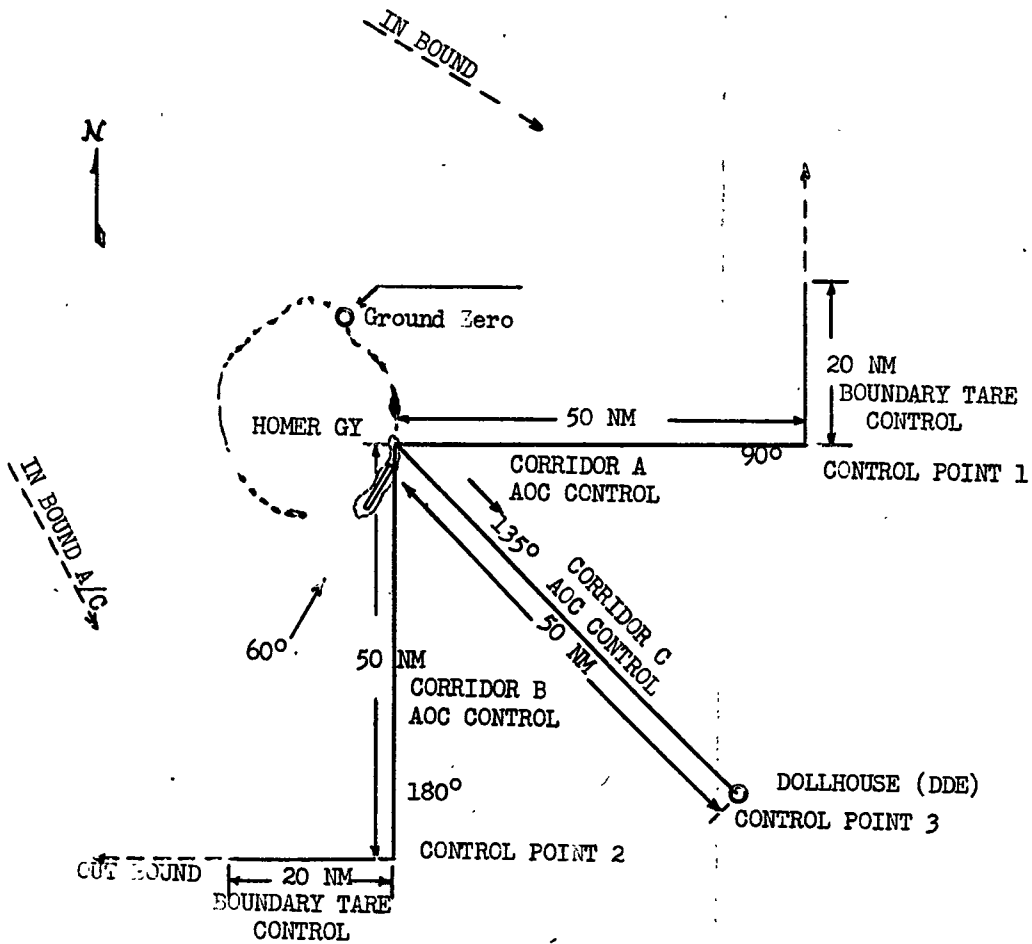 IN BOUND
N
Ground Zero
20 NM
BOUNDARY TARE
CONTROL
HOMER GY
50 NM
90°
CORRIDOR A
AOC CONTROL
CONTROL POINT 1
IN BOUND A/C
135°
CORRIDOR C
AOC CONTROL
50 NM
60°
50 NM
CORRIDOR B
AOC CONTROL
180°
DOLLHOUSE (DDE)
CONTROL POINT 3
CONTROL POINT 2
OUT BOUND
20 NM
BOUNDARY TARE
CONTROL